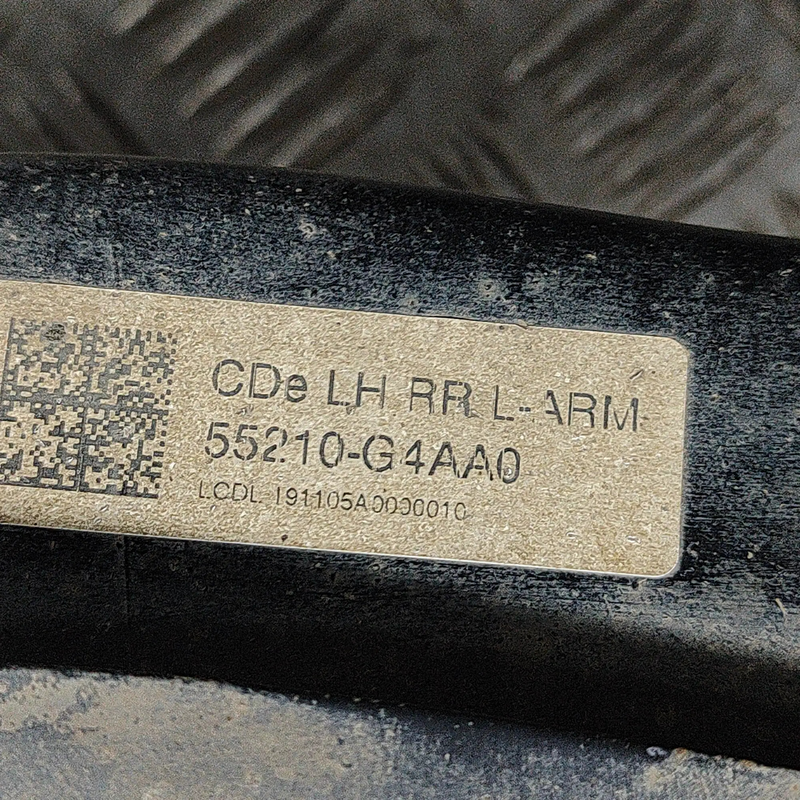 CDe LH RR L-ARM
55210-G4AA0
LCDL 191105A0000010